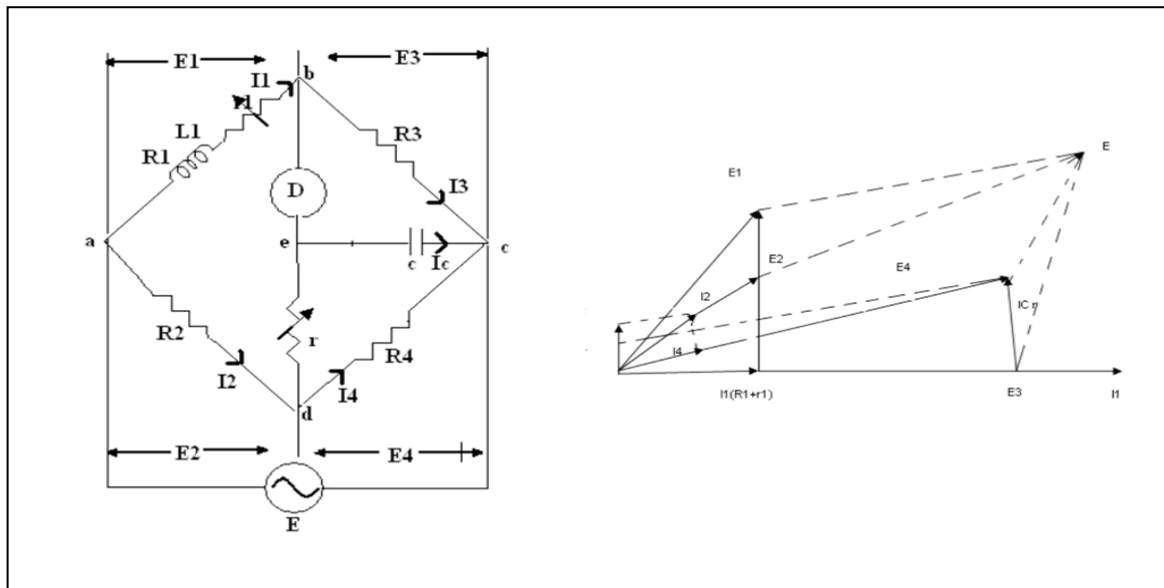 E1
E3
I1
b
r1
L1
R1
R3
D
I3
a
e
c
c
Ic
R2
r
R4
I2
I4
d
E2
E4
E
E
E1
E2
E4
I2
IC r
I4
I1(R1+r1)
E3
I1